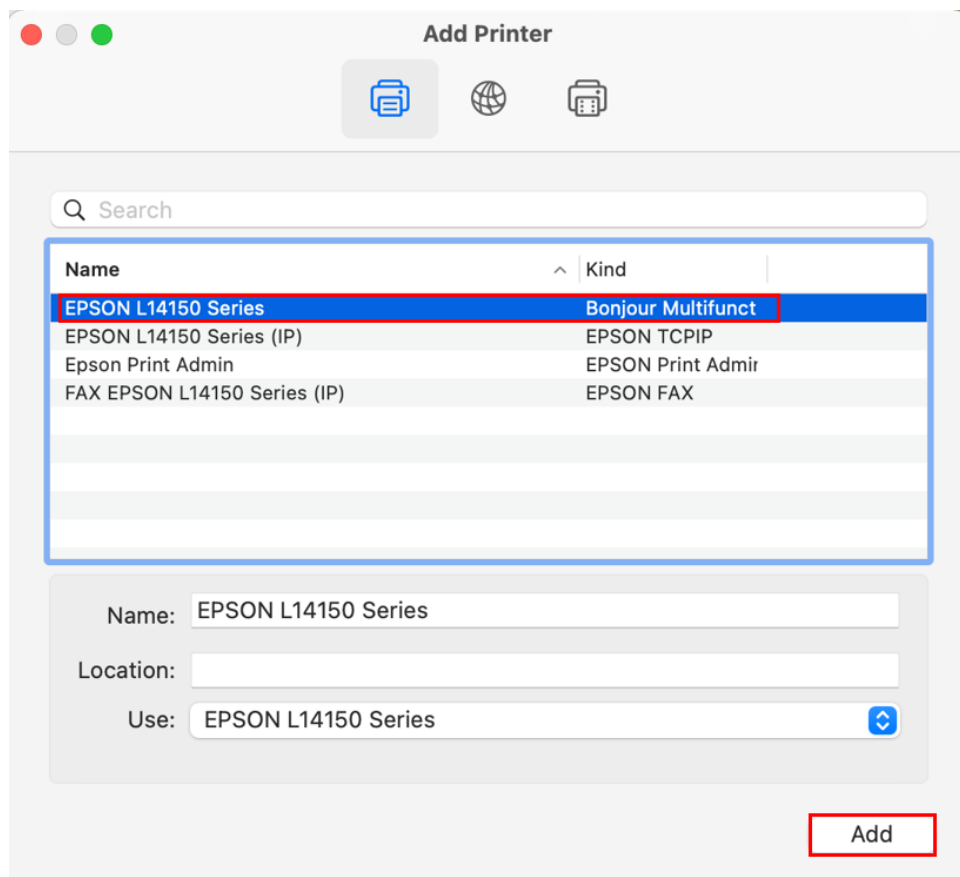 Add Printer
Search
Name Kind
EPSON L14150 Series Bonjour Multifunct
EPSON L14150 Series (IP) EPSON TCPIP
Epson Print Admin EPSON Print Admir
FAX EPSON L14150 Series (IP) EPSON FAX
Name: EPSON L14150 Series
Location:
Use: EPSON L14150 Series
Add